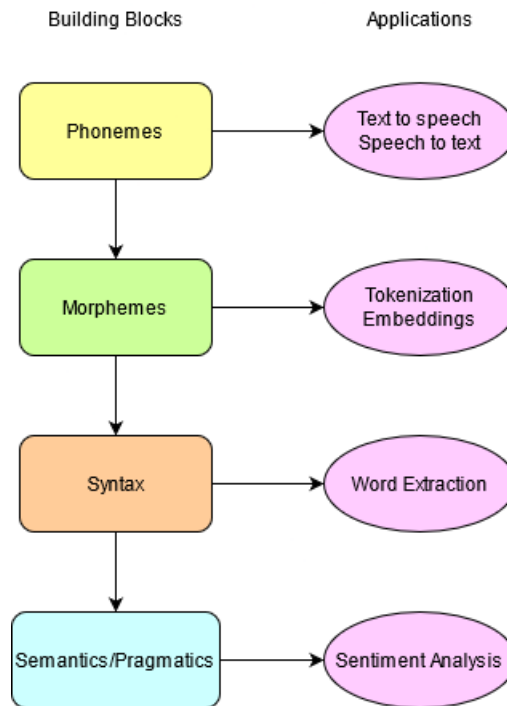 Building Blocks
Applications
Phonemes
Text to speech
Speech to text
Morphemes
Tokenization
Embeddings
Syntax
Word Extraction
Semantics/Pragmatics
Sentiment Analysis